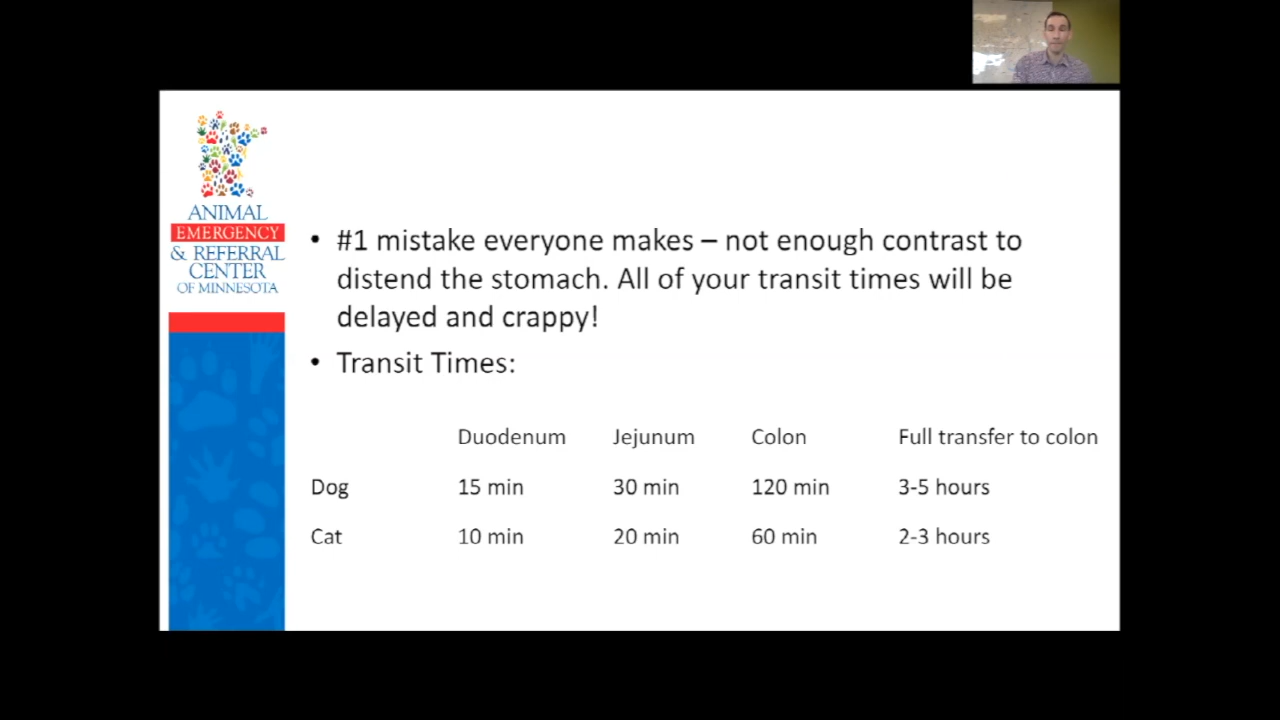 ANIMAL
EMERGENCY
& REFERRAL
CENTER
OF MINNESOTA
• #1 mistake everyone makes – not enough contrast to
distend the stomach. All of your transit times will be
delayed and crappy!
• Transit Times:
Duodenum Jejunum Colon Full transfer to colon
Dog 15 min 30 min 120 min 3-5 hours
Cat 10 min 20 min 60 min 2-3 hours